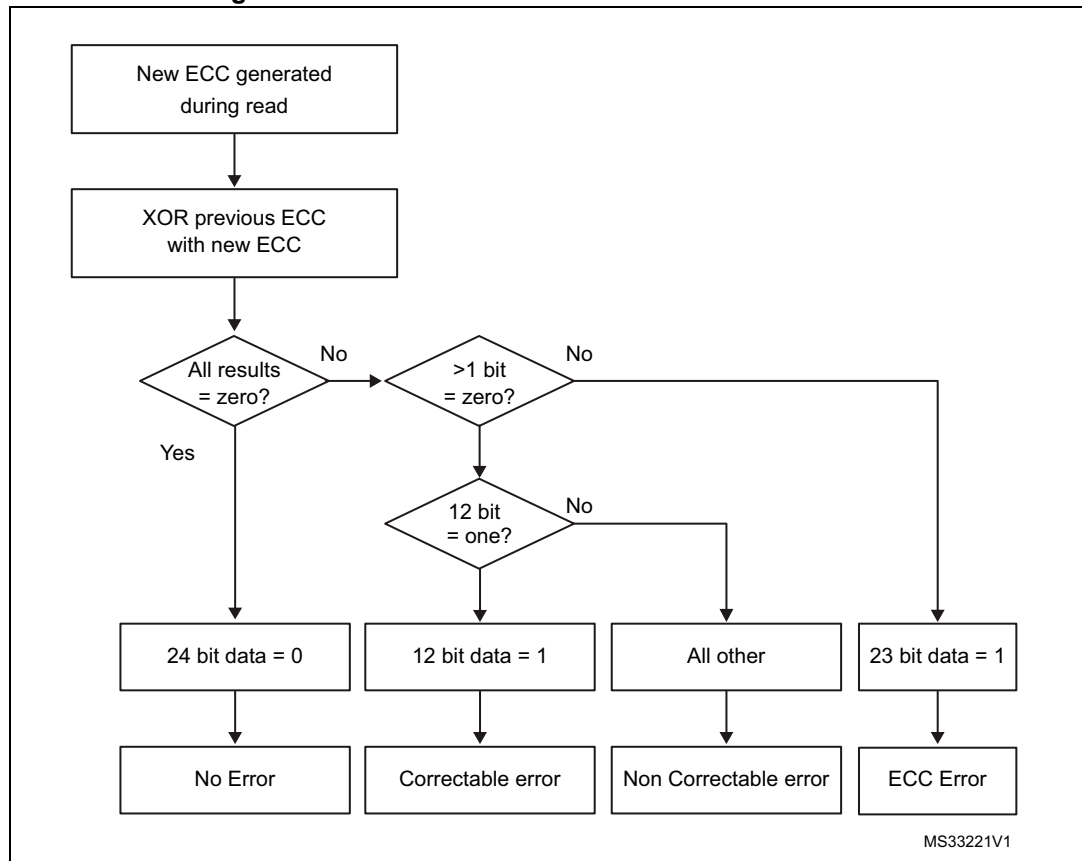 New ECC generated
during read
XOR previous ECC
with new ECC
All results
= zero?
No
>1 bit
= zero?
No
Yes
12 bit
= one?
No
24 bit data = 0
12 bit data = 1
All other
23 bit data = 1
No Error
Correctable error
Non Correctable error
ECC Error
MS33221V1